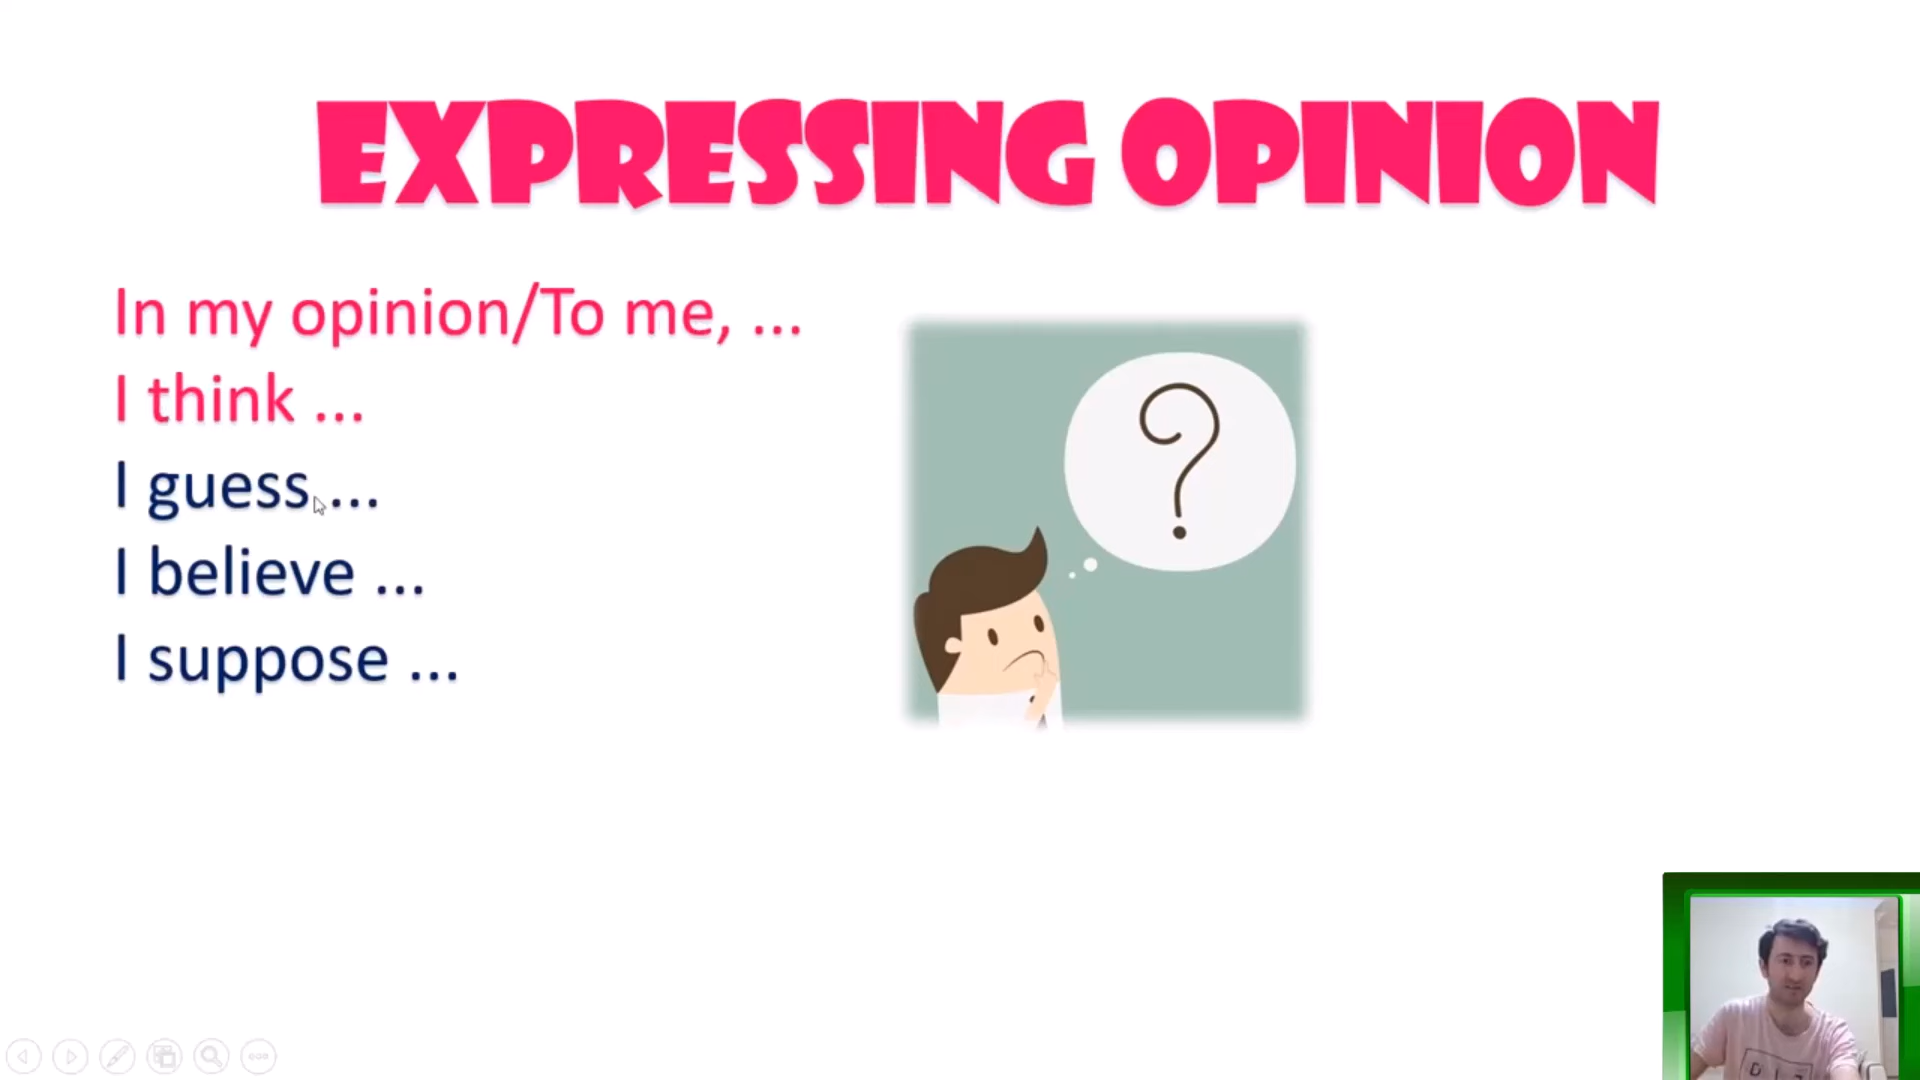 EXPRESSING OPINION
In my opinion/To me, ...
I think ...
I guess ...
I believe ...
I suppose ...
?